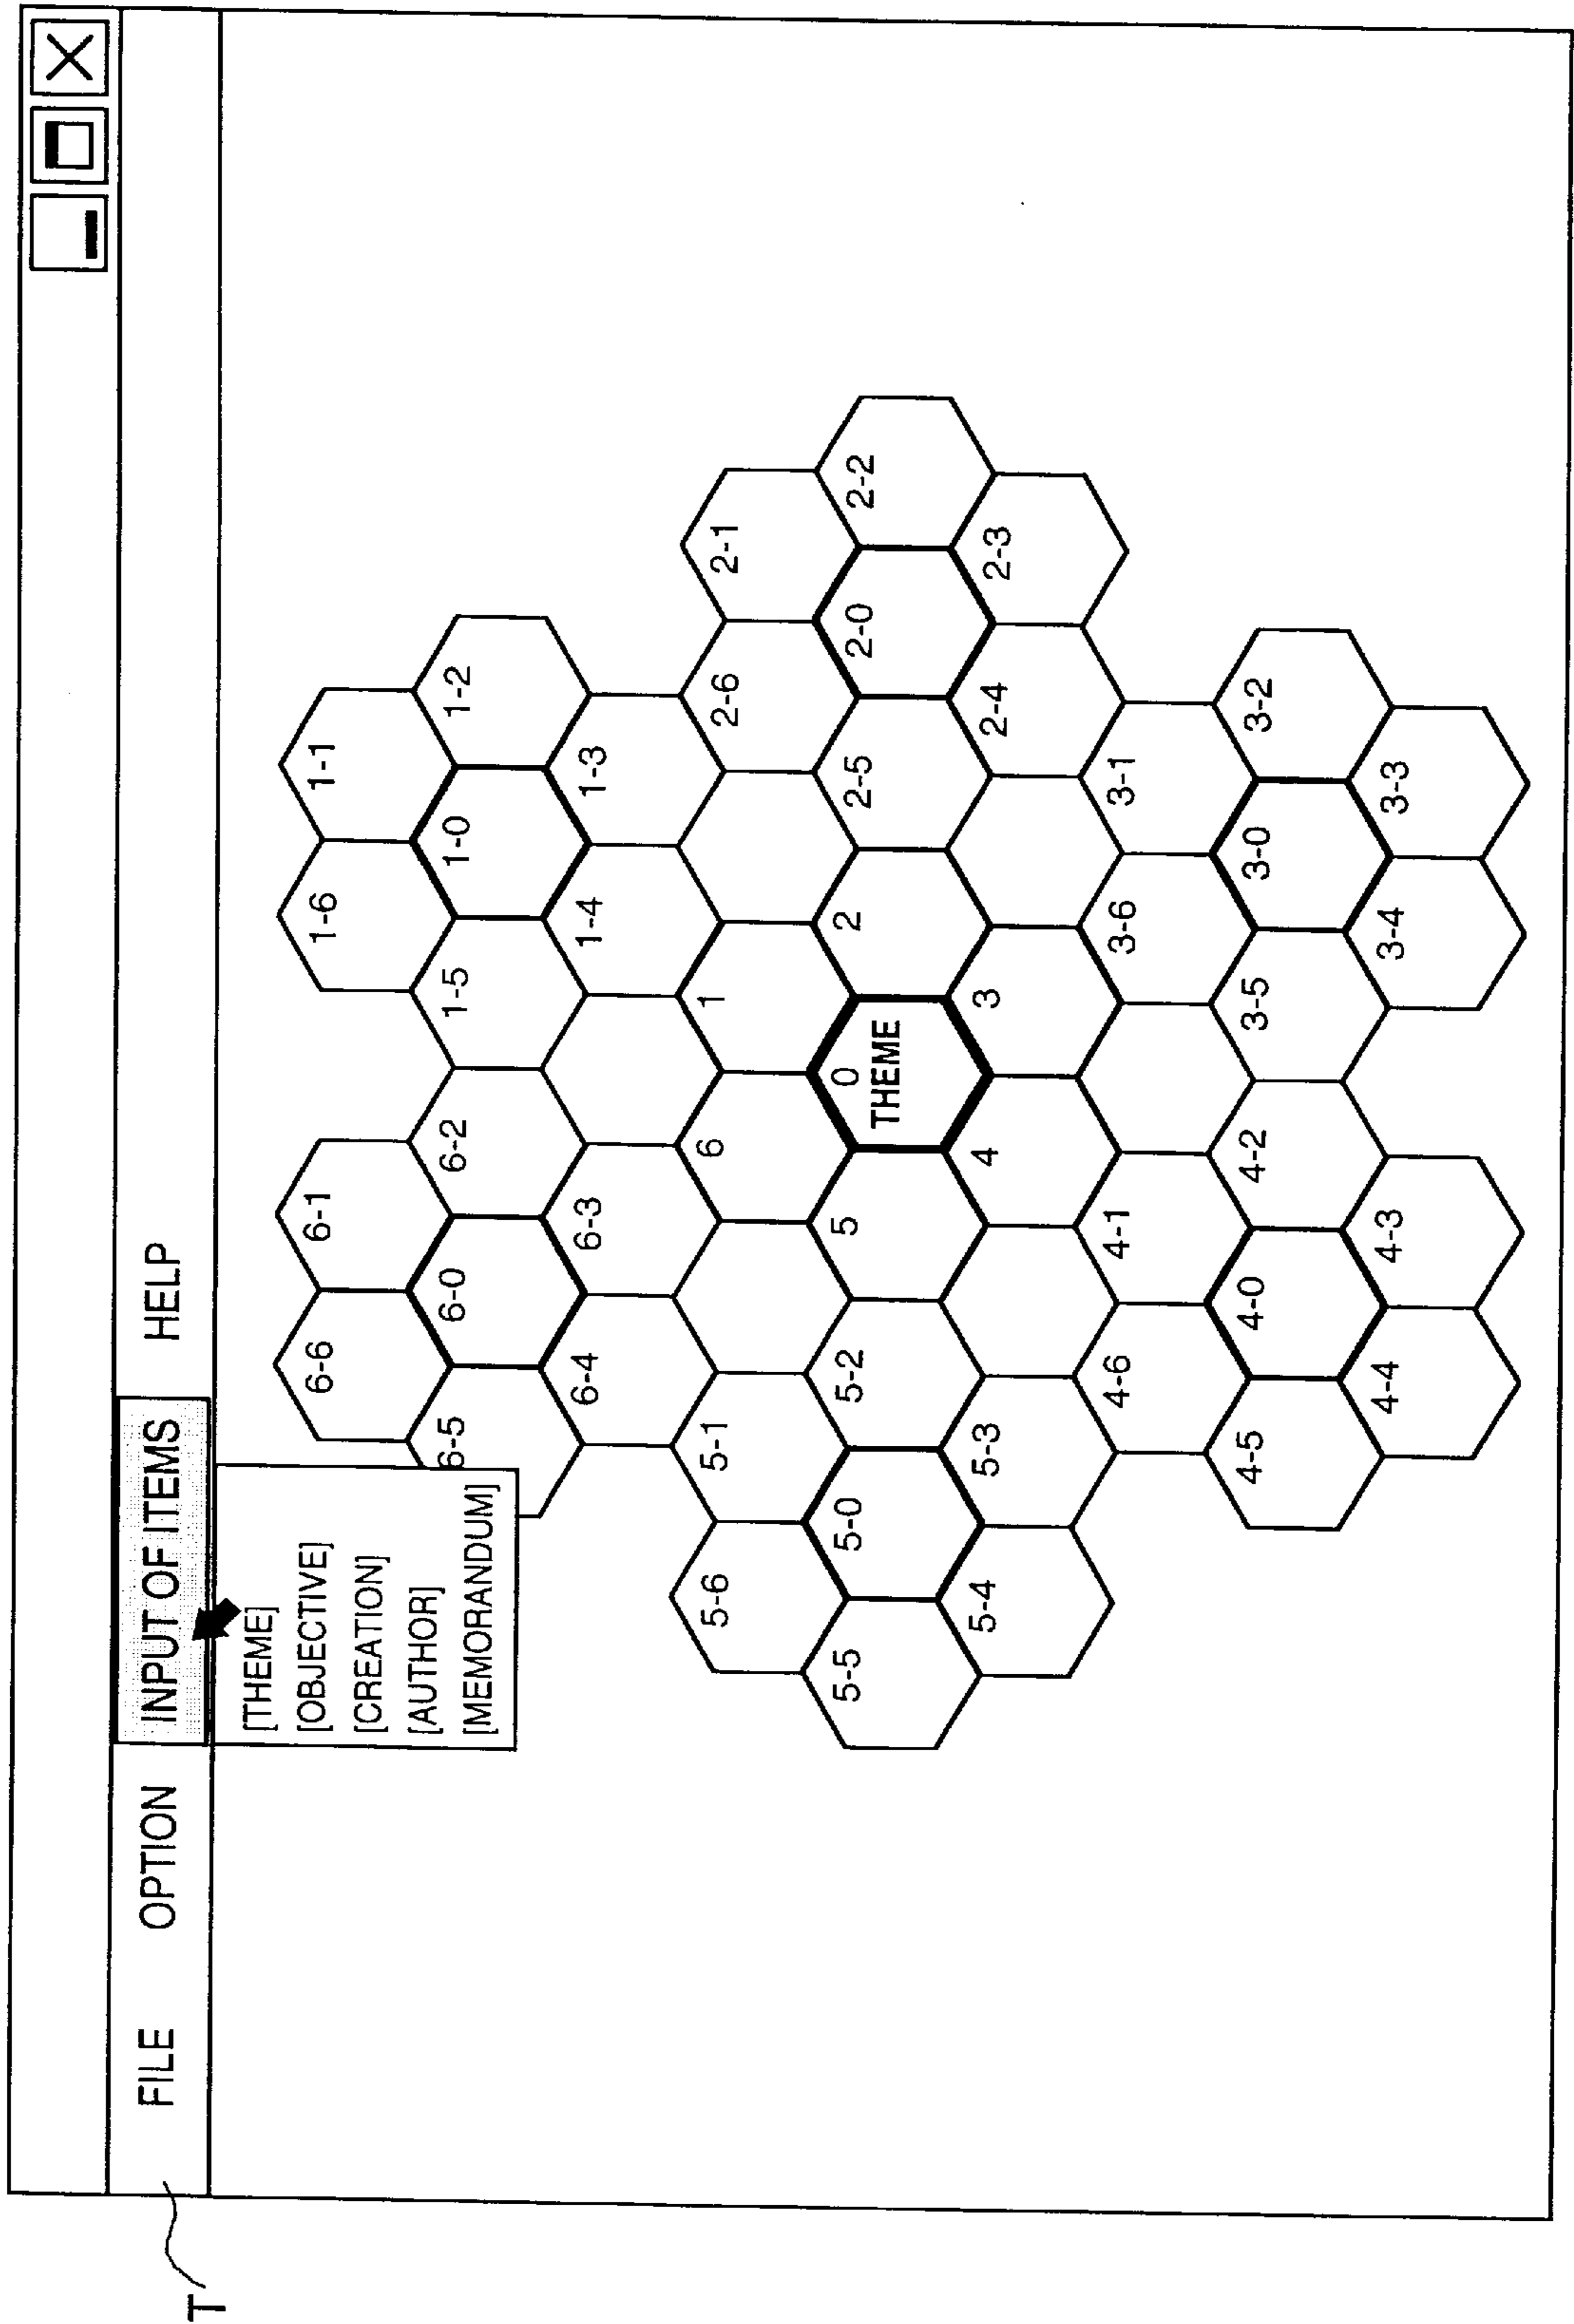 FILE OPTION INPUT OF ITEMS HELP
T
[THEME]
[OBJECTIVE]
[CREATION]
[AUTHOR]
[MEMORANDUM]
6-6 6-1 1-6 1-1
6-5 6-0 6-2 1-5 1-0 1-2
6-4 6-3 1-4 1-3
5-6 5-1 6 1 2-6 2-1
5-5 5-0 5-2 5 0 2 2-5 2-0 2-2
THEME
5-4 5-3 4 3 2-4 2-3
4-6 4-1 3-6 3-1
4-5 4-0 4-2 3-5 3-0 3-2
4-4 4-3 3-4 3-3